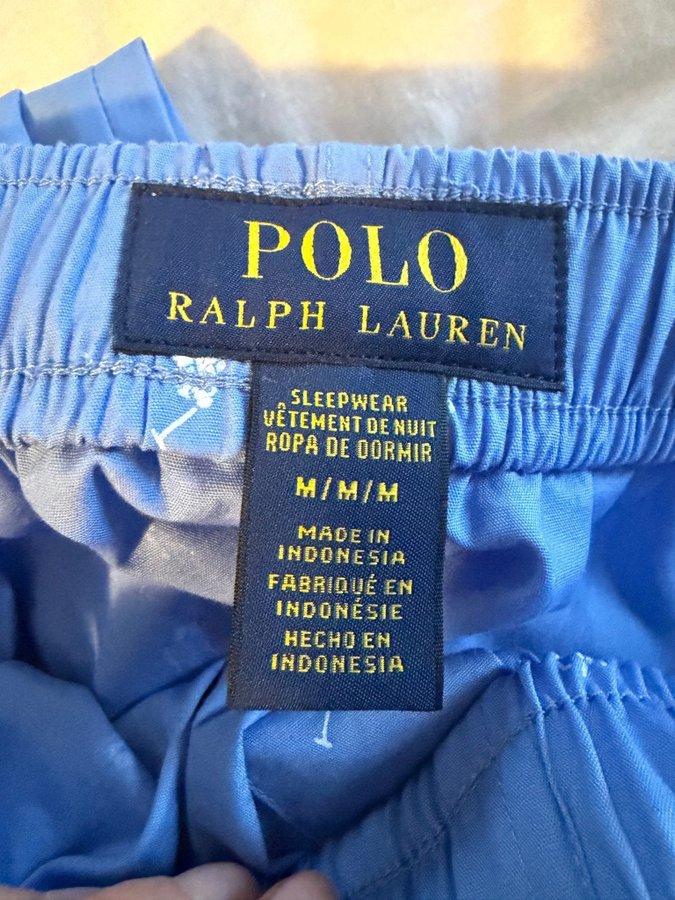 POLO
RALPH LAUREN
SLEEPWEAR
VÊTEMENT DE NUIT
ROPA DE DORMIR
M/M/M
MADE IN
INDONESIA
FABRIQUÉ EN
INDONÉSIE
HECHO EN
INDONESIA